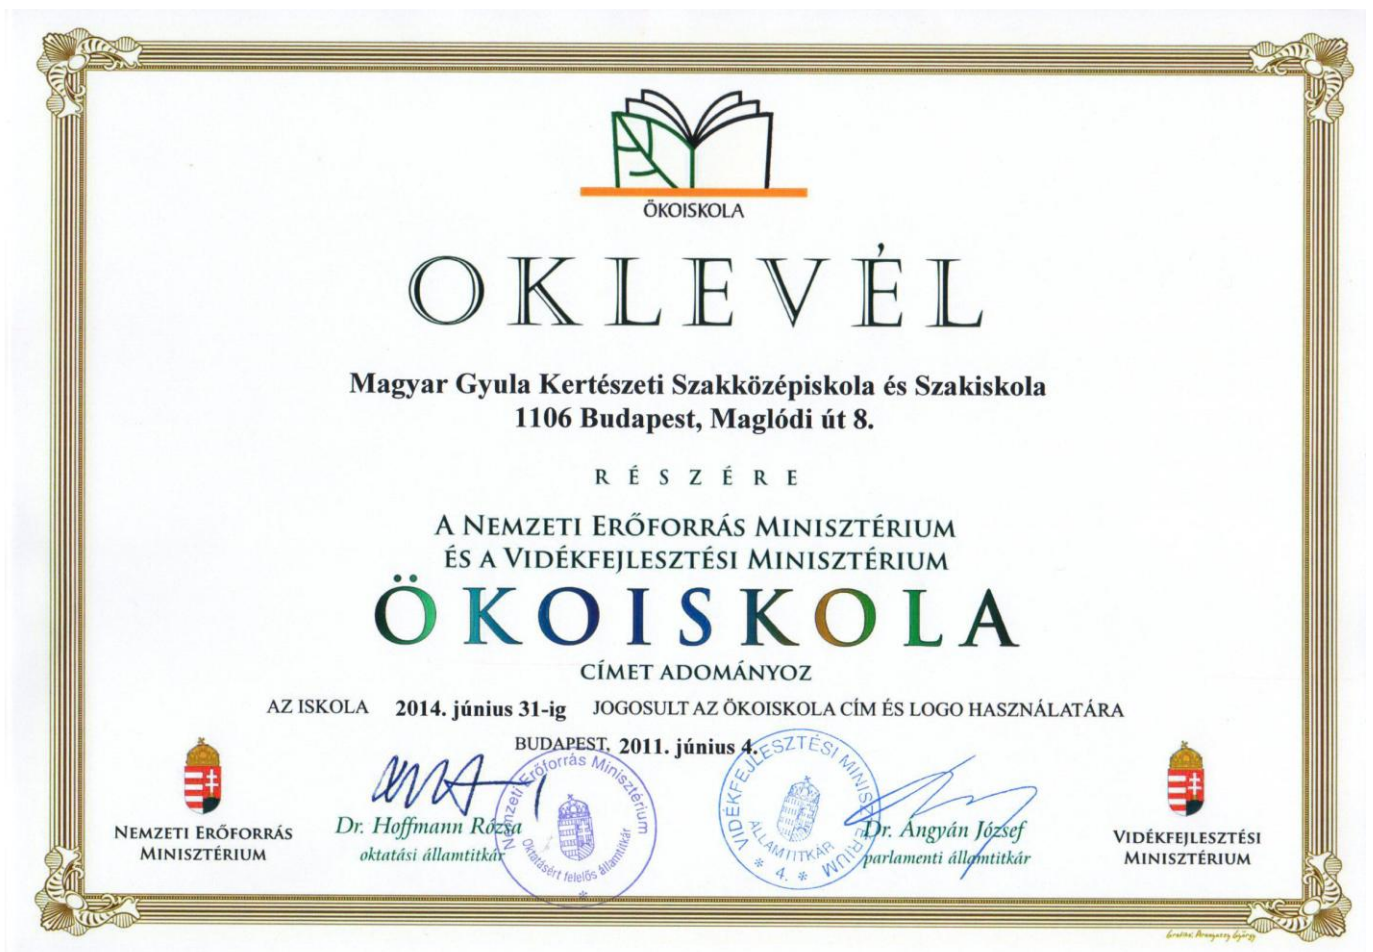 ÖKOISKOLA
OKLEVÉL
Magyar Gyula Kertészeti Szakközépiskola és Szakiskola
1106 Budapest, Maglódi út 8.
RÉSZÉRE
A NEMZETI ERŐFORRÁS MINISZTÉRIUM
ÉS A VIDÉKFEJLESZTÉSI MINISZTÉRIUM
ÖKOISKOLA
CÍMET ADOMÁNYOZ
AZ ISKOLA 2014. június 31-ig JOGOSULT AZ ÖKOISKOLA CÍM ÉS LOGO HASZNÁLATÁRA
BUDAPEST, 2011. június 4.
NEMZETI ERŐFORRÁS
MINISZTÉRIUM
Dr. Hoffmann Rózsa
oktatási államtitkár
Nemzeti Erőforrás Minisztérium
Oktatásért felelős államtitkár
VIDÉKFEJLESZTÉSI MINISZTÉRIUM
ÁLLAMTITKÁR
* 4. *
Dr. Ángyán József
parlamenti államtitkár
VIDÉKFEJLESZTÉSI
MINISZTÉRIUM